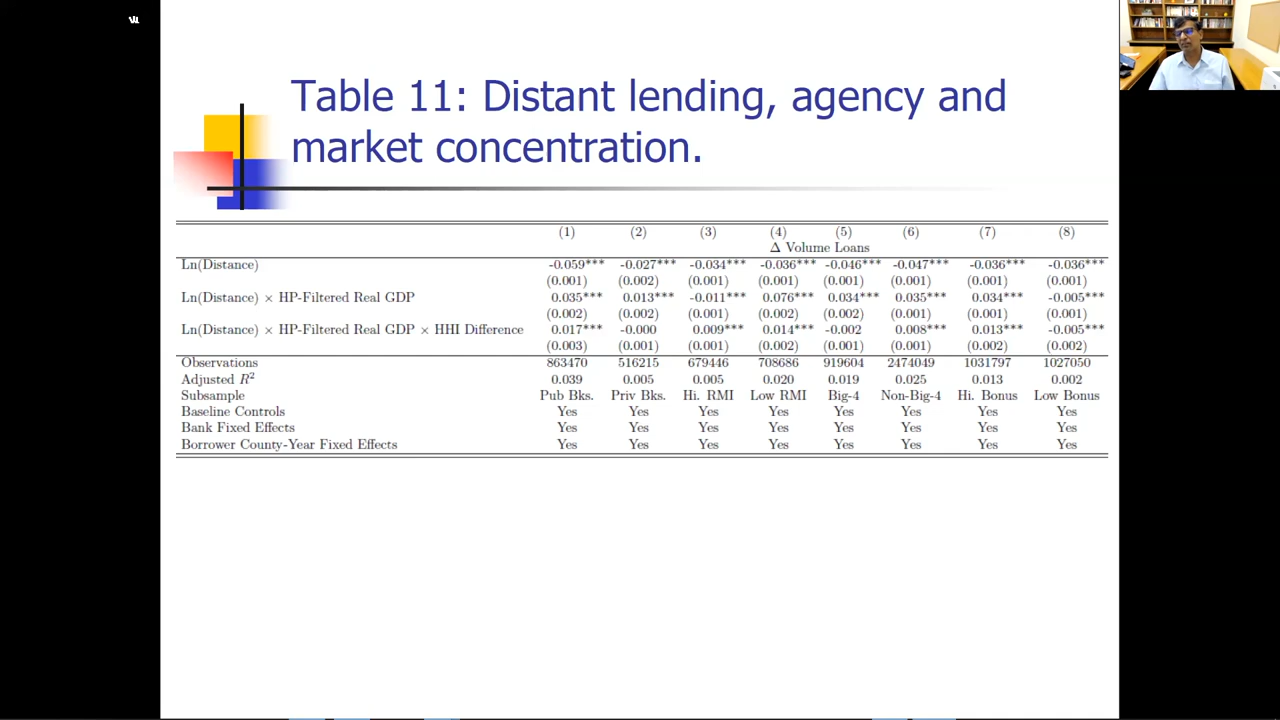 Table 11: Distant lending, agency and
market concentration.
(1) (2) (3) (4) (5) (6) (7) (8)
Δ Volume Loans
Ln(Distance) -0.059*** -0.027*** -0.034*** -0.036*** -0.046*** -0.047*** -0.036*** -0.036***
(0.001) (0.002) (0.001) (0.001) (0.001) (0.001) (0.001) (0.001)
Ln(Distance) × HP-Filtered Real GDP 0.035*** 0.013*** -0.011*** 0.076*** 0.034*** 0.035*** 0.034*** -0.005***
(0.002) (0.002) (0.001) (0.002) (0.002) (0.001) (0.001) (0.001)
Ln(Distance) × HP-Filtered Real GDP × HHI Difference 0.017*** -0.000 0.009*** 0.014*** -0.002 0.008*** 0.013*** -0.005***
(0.003) (0.001) (0.001) (0.002) (0.001) (0.001) (0.002) (0.002)
Observations 863470 516215 679446 708686 919604 2474049 1031797 1027050
Adjusted R² 0.039 0.005 0.005 0.020 0.019 0.025 0.013 0.002
Subsample Pub Bks. Priv Bks. Hi. RMI Low RMI Big-4 Non-Big-4 Hi. Bonus Low Bonus
Baseline Controls Yes Yes Yes Yes Yes Yes Yes Yes
Bank Fixed Effects Yes Yes Yes Yes Yes Yes Yes Yes
Borrower County-Year Fixed Effects Yes Yes Yes Yes Yes Yes Yes Yes